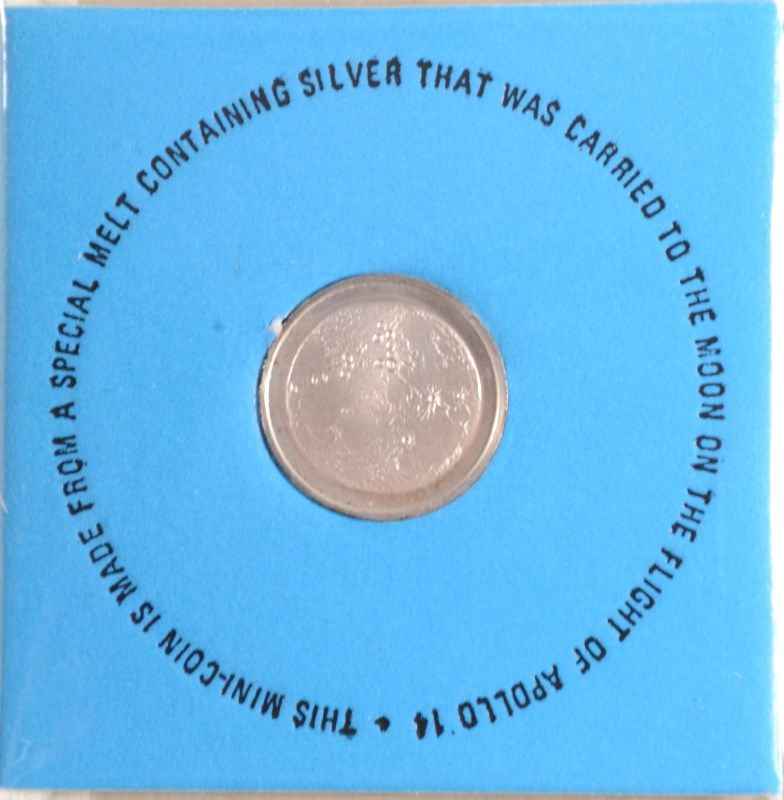 THIS MINI-COIN IS MADE FROM A SPECIAL MELT CONTAINING SILVER THAT WAS CARRIED TO THE MOON ON THE FLIGHT OF APOLLO 14 •